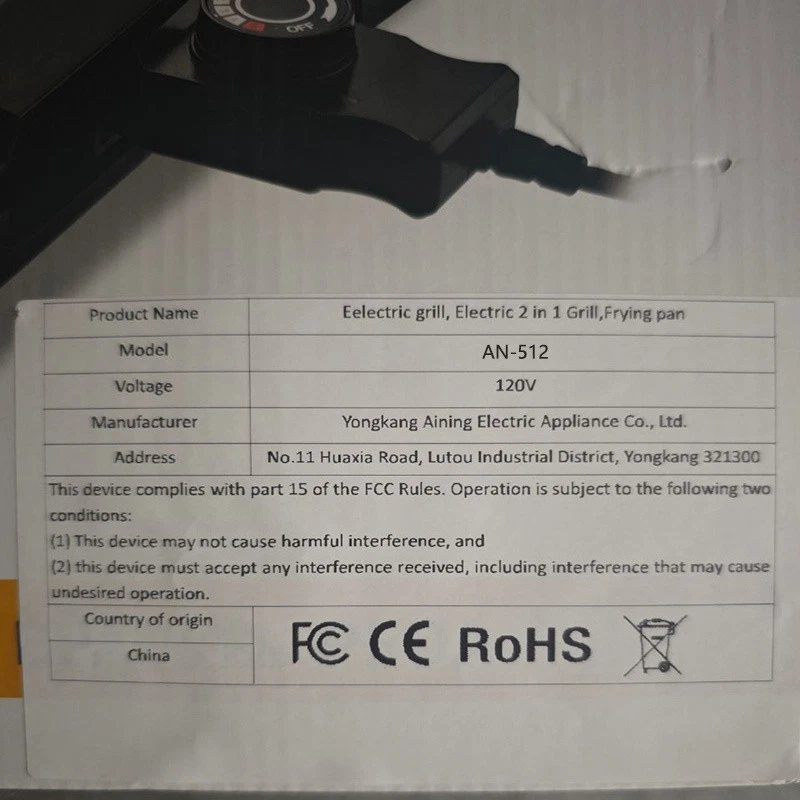 OFF
Product Name Eelectric grill, Electric 2 in 1 Grill,Frying pan
Model AN-512
Voltage 120V
Manufacturer Yongkang Aining Electric Appliance Co., Ltd.
Address No.11 Huaxia Road, Lutou Industrial District, Yongkang 321300
This device complies with part 15 of the FCC Rules. Operation is subject to the following two
conditions:
(1) This device may not cause harmful interference, and
(2) this device must accept any interference received, including interference that may cause
undesired operation.
Country of origin
China
FC CE RoHS